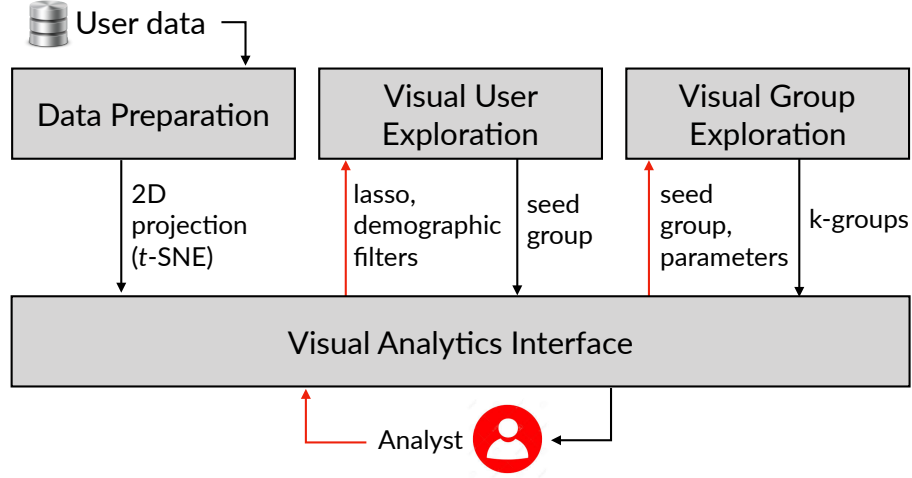 User data
Data Preparation
Visual User
Exploration
Visual Group
Exploration
2D
projection
(t-SNE)
lasso,
demographic
filters
seed
group
seed
group,
parameters
k-groups
Visual Analytics Interface
Analyst